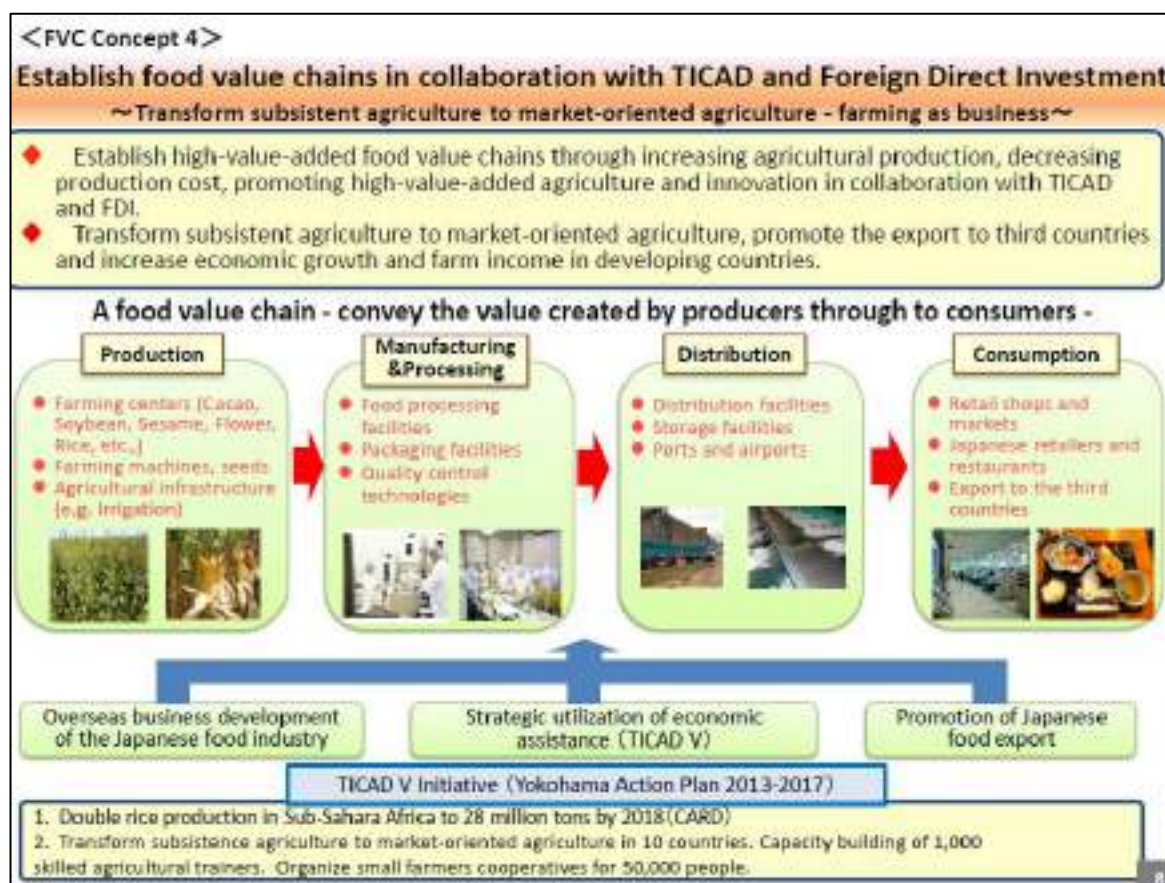 <FVC Concept 4>
Establish food value chains in collaboration with TICAD and Foreign Direct Investment
～Transform subsistent agriculture to market-oriented agriculture - farming as business～
◆ Establish high-value-added food value chains through increasing agricultural production, decreasing
production cost, promoting high-value-added agriculture and innovation in collaboration with TICAD
and FDI.
◆ Transform subsistent agriculture to market-oriented agriculture, promote the export to third countries
and increase economic growth and farm income in developing countries.
A food value chain - convey the value created by producers through to consumers -
Production
● Farming centers (Cacao,
Soybean, Sesame, Flower,
Rice, etc.,)
● Farming machines, seeds
● Agricultural infrastructure
(e.g. Irrigation)
Manufacturing
&Processing
● Food processing
facilities
● Packaging facilities
● Quality control
technologies
Distribution
● Distribution facilities
● Storage facilities
● Ports and airports
Consumption
● Retail shops and
markets
● Japanese retailers and
restaurants
● Export to the third
countries
Overseas business development
of the Japanese food industry
Strategic utilization of economic
assistance (TICAD V)
Promotion of Japanese
food export
TICAD V Initiative (Yokohama Action Plan 2013-2017)
1. Double rice production in Sub-Sahara Africa to 28 million tons by 2018(CARD)
2. Transform subsistence agriculture to market-oriented agriculture in 10 countries. Capacity building of 1,000
skilled agricultural trainers. Organize small farmers cooperatives for 50,000 people.